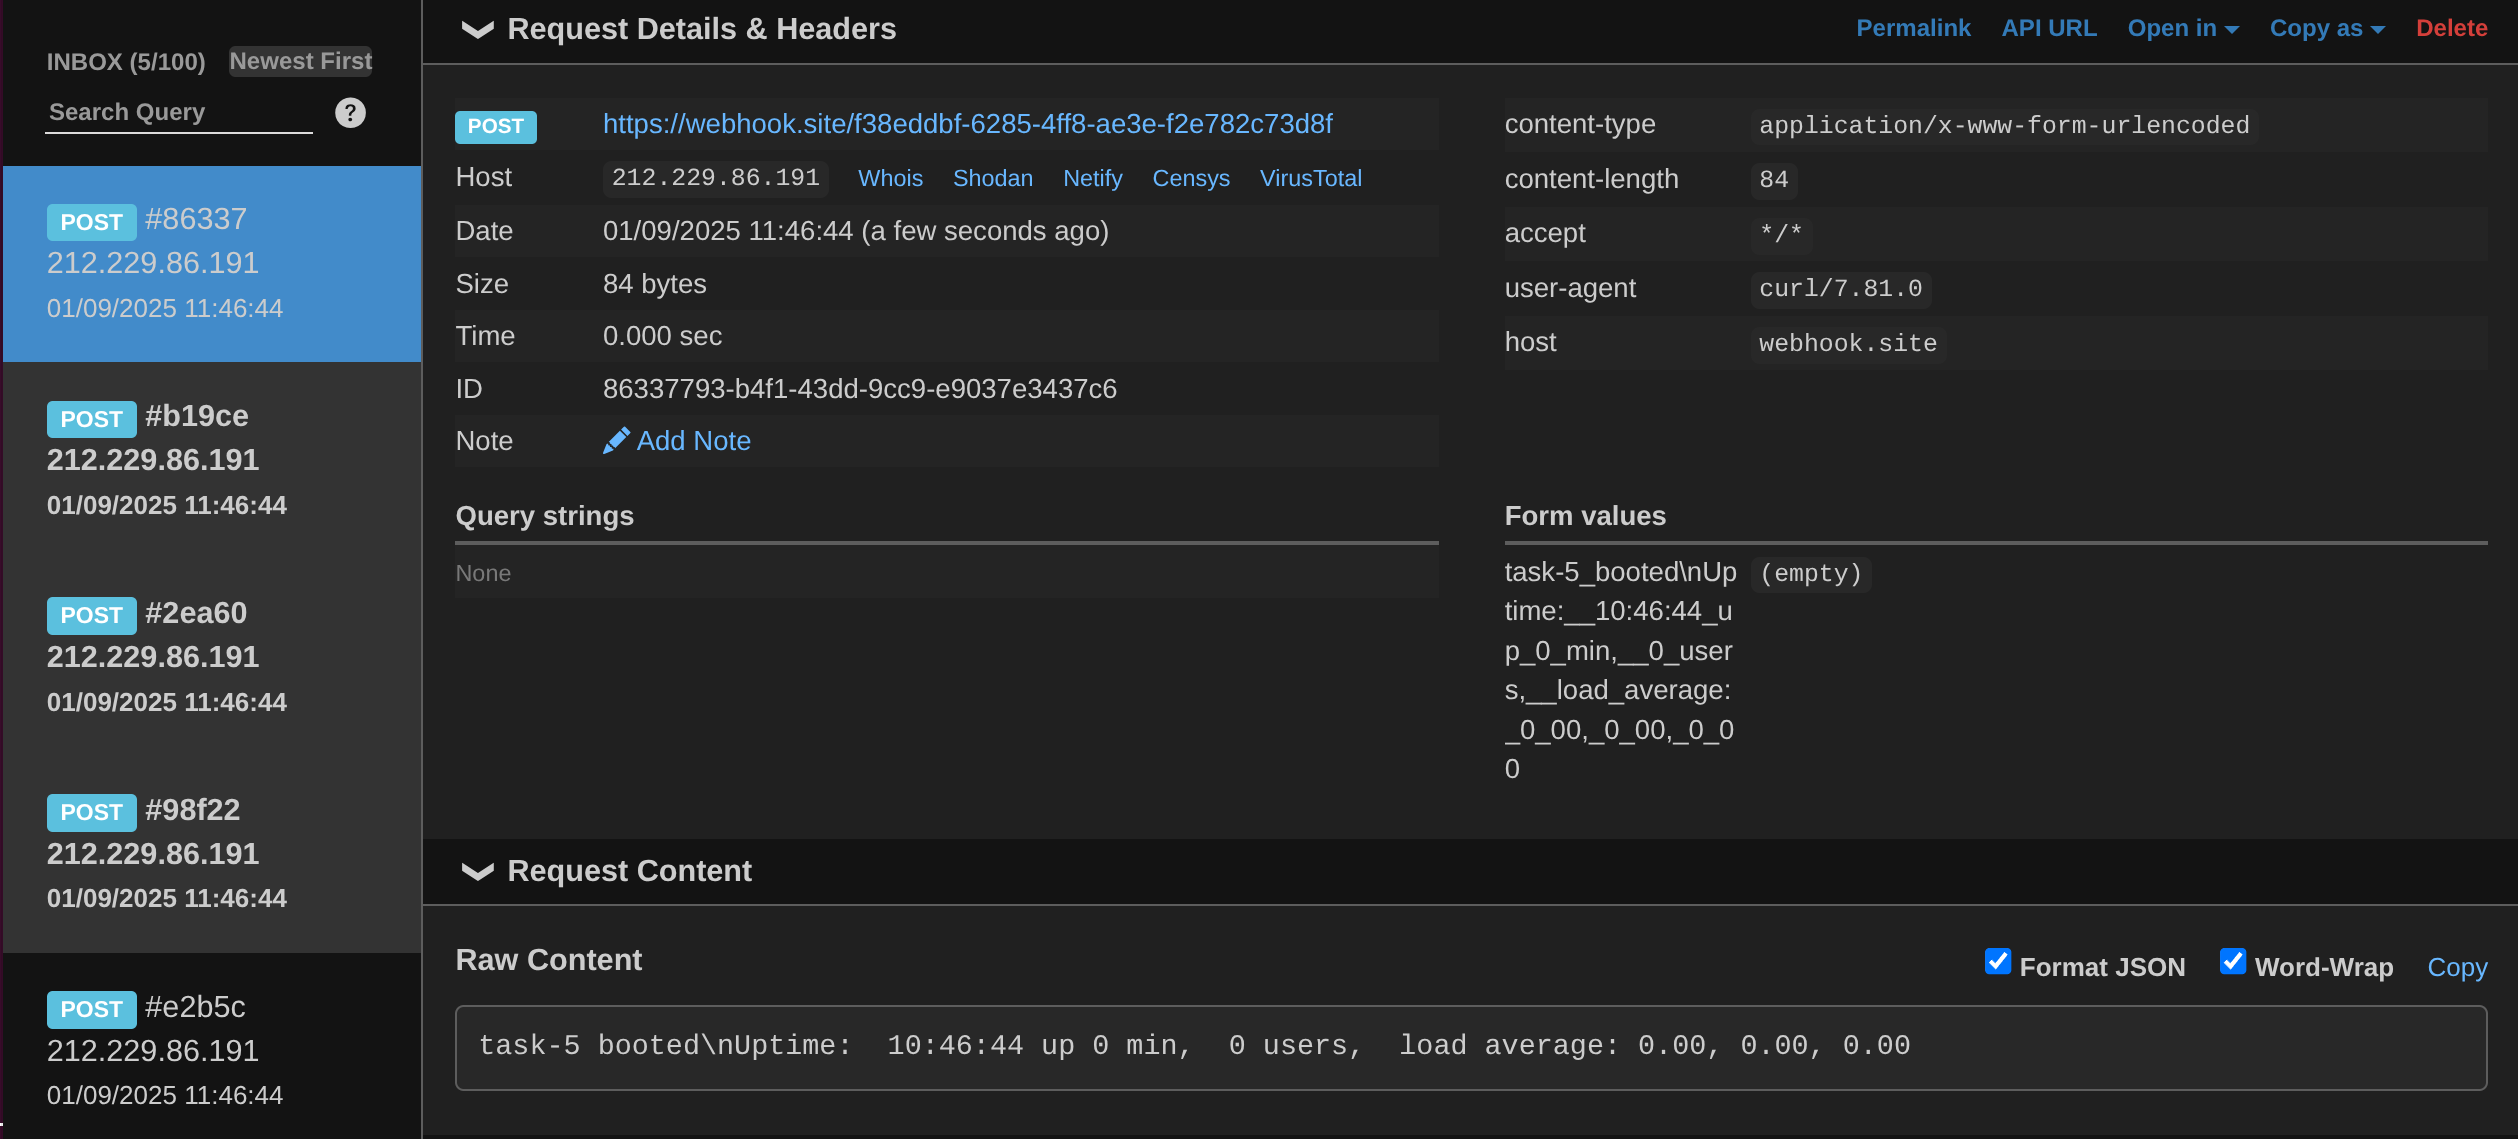 INBOX (5/100) Newest First
Search Query
?
POST #86337
212.229.86.191
01/09/2025 11:46:44
POST #b19ce
212.229.86.191
01/09/2025 11:46:44
POST #2ea60
212.229.86.191
01/09/2025 11:46:44
POST #98f22
212.229.86.191
01/09/2025 11:46:44
POST #e2b5c
212.229.86.191
01/09/2025 11:46:44
Request Details & Headers
Permalink API URL Open in Copy as Delete
POST https://webhook.site/f38eddbf-6285-4ff8-ae3e-f2e782c73d8f
Host 212.229.86.191 Whois Shodan Netify Censys VirusTotal
Date 01/09/2025 11:46:44 (a few seconds ago)
Size 84 bytes
Time 0.000 sec
ID 86337793-b4f1-43dd-9cc9-e9037e3437c6
Note Add Note
content-type application/x-www-form-urlencoded
content-length 84
accept */*
user-agent curl/7.81.0
host webhook.site
Query strings
None
Form values
task-5_booted\nUp (empty)
time:__10:46:44_u
p_0_min,__0_user
s,__load_average:
_0_00,_0_00,_0_0
0
Request Content
Raw Content
Format JSON Word-Wrap Copy
task-5 booted\nUptime:  10:46:44 up 0 min,  0 users,  load average: 0.00, 0.00, 0.00